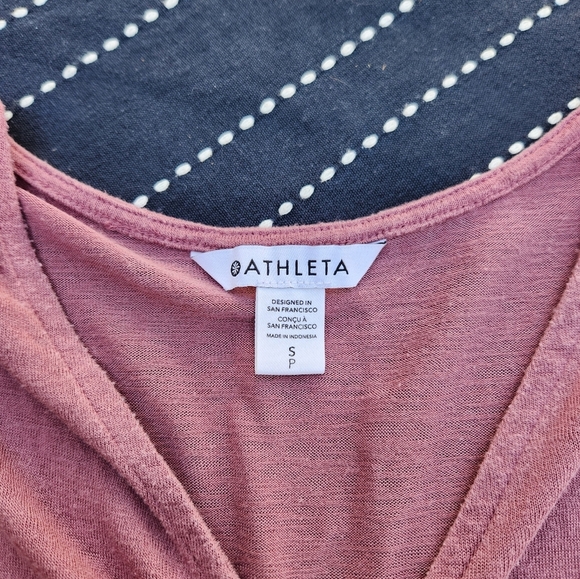 ATHLETA
DESIGNED IN
SAN FRANCISCO
CONÇU À
SAN FRANCISCO
MADE IN INDONESIA
S
P